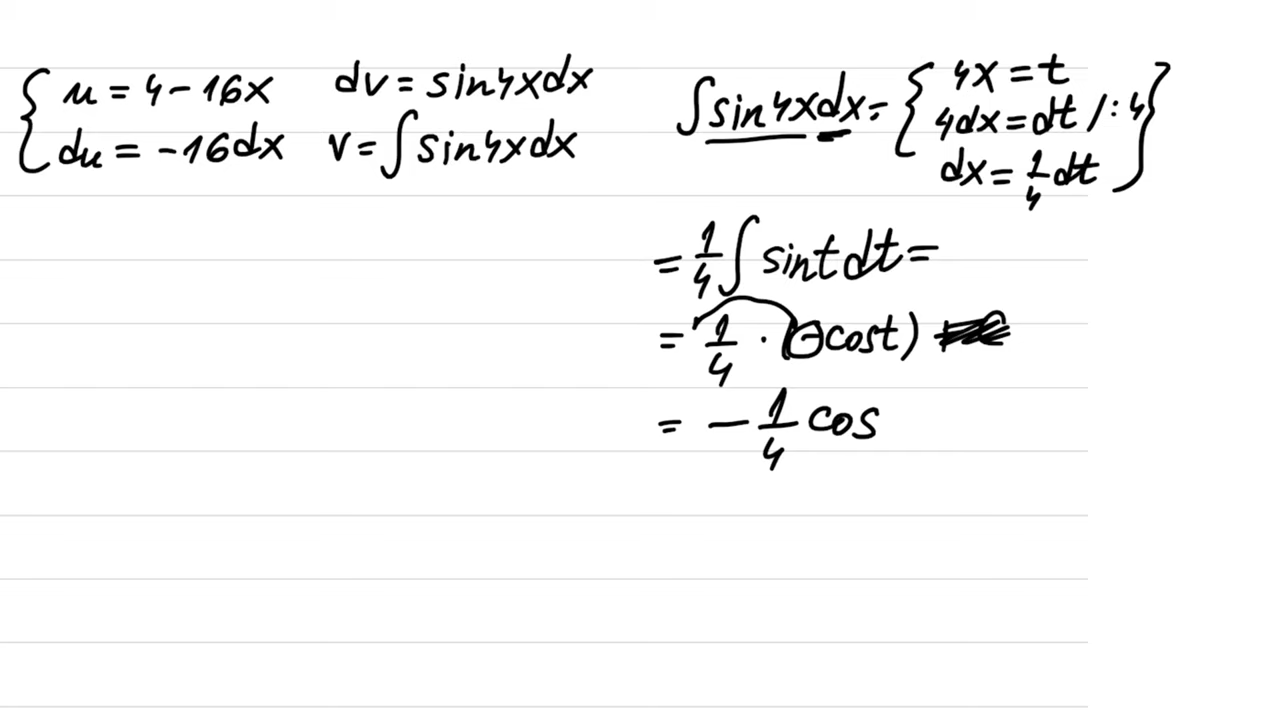 u = 4 - 16x dv = sin4xdx
du = -16dx v = ∫sin4xdx
∫sin4xdx = { 4x = t
4dx = dt /:4
dx = 1/4 dt }
= 1/4 ∫ sint dt =
= 1/4 · (-cost)
= - 1/4 cos